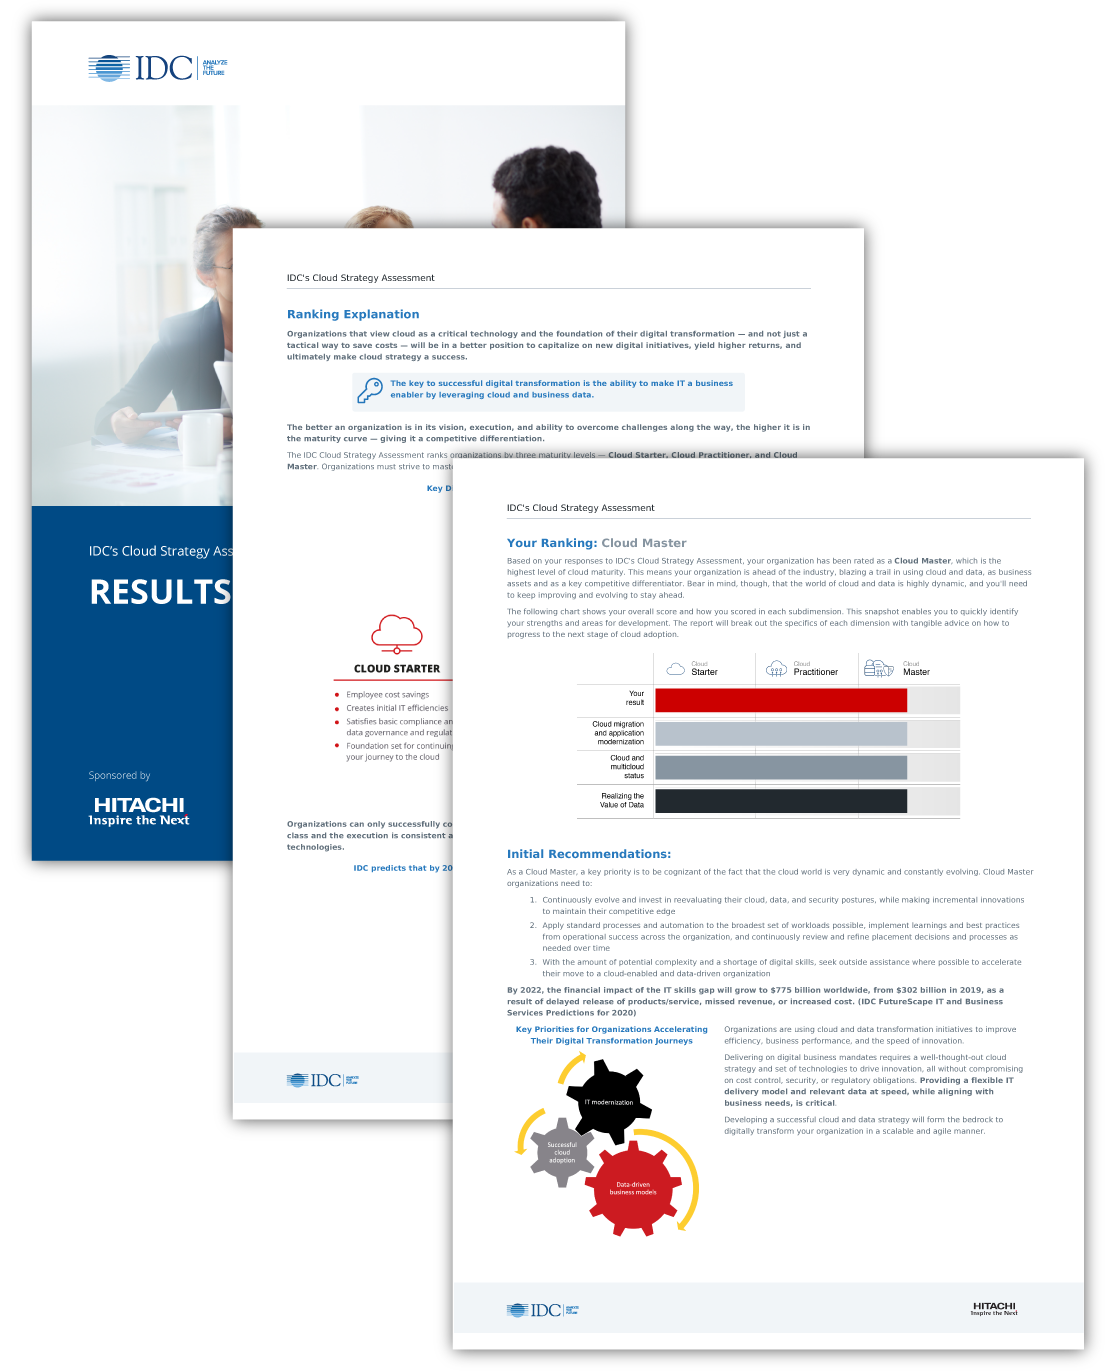 IDC
ANALYZE
THE
FUTURE
IDC's Cloud Strategy Ass
RESULTS
Sponsored by
HITACHI
Inspire the Next
IDC's Cloud Strategy Assessment
Ranking Explanation
Organizations that view cloud as a critical technology and the foundation of their digital transformation — and not just a
tactical way to save costs — will be in a better position to capitalize on new digital initiatives, yield higher returns, and
ultimately make cloud strategy a success.
The key to successful digital transformation is the ability to make IT a business
enabler by leveraging cloud and business data.
The better an organization is in its vision, execution, and ability to overcome challenges along the way, the higher it is in
the maturity curve — giving it a competitive differentiation.
The IDC Cloud Strategy Assessment ranks organizations by three maturity levels — Cloud Starter, Cloud Practitioner, and Cloud
Master. Organizations must strive to maste
Key D
CLOUD STARTER
Employee cost savings
Creates initial IT efficiencies
Satisfies basic compliance an
data governance and regulat
Foundation set for continuing
your journey to the cloud
Organizations can only successfully co
class and the execution is consistent a
technologies.
IDC predicts that by 20
IDC
ANALYZE
THE
FUTURE
IDC's Cloud Strategy Assessment
Your Ranking: Cloud Master
Based on your responses to IDC's Cloud Strategy Assessment, your organization has been rated as a Cloud Master, which is the
highest level of cloud maturity. This means your organization is ahead of the industry, blazing a trail in using cloud and data, as business
assets and as a key competitive differentiator. Bear in mind, though, that the world of cloud and data is highly dynamic, and you'll need
to keep improving and evolving to stay ahead.
The following chart shows your overall score and how you scored in each subdimension. This snapshot enables you to quickly identify
your strengths and areas for development. The report will break out the specifics of each dimension with tangible advice on how to
progress to the next stage of cloud adoption.
Cloud
Starter
Cloud
Practitioner
Cloud
Master
Your
result
Cloud migration
and application
modernization
Cloud and
multicloud
status
Realizing the
Value of Data
Initial Recommendations:
As a Cloud Master, a key priority is to be cognizant of the fact that the cloud world is very dynamic and constantly evolving. Cloud Master
organizations need to:
1. Continuously evolve and invest in reevaluating their cloud, data, and security postures, while making incremental innovations
to maintain their competitive edge
2. Apply standard processes and automation to the broadest set of workloads possible, implement learnings and best practices
from operational success across the organization, and continuously review and refine placement decisions and processes as
needed over time
3. With the amount of potential complexity and a shortage of digital skills, seek outside assistance where possible to accelerate
their move to a cloud-enabled and data-driven organization
By 2022, the financial impact of the IT skills gap will grow to $775 billion worldwide, from $302 billion in 2019, as a
result of delayed release of products/service, missed revenue, or increased cost. (IDC FutureScape IT and Business
Services Predictions for 2020)
Key Priorities for Organizations Accelerating
Their Digital Transformation Journeys
IT modernization
Successful
cloud
adoption
Data-driven
business models
Organizations are using cloud and data transformation initiatives to improve
efficiency, business performance, and the speed of innovation.
Delivering on digital business mandates requires a well-thought-out cloud
strategy and set of technologies to drive innovation, all without compromising
on cost control, security, or regulatory obligations. Providing a flexible IT
delivery model and relevant data at speed, while aligning with
business needs, is critical.
Developing a successful cloud and data strategy will form the bedrock to
digitally transform your organization in a scalable and agile manner.
IDC
ANALYZE
THE
FUTURE
HITACHI
Inspire the Next